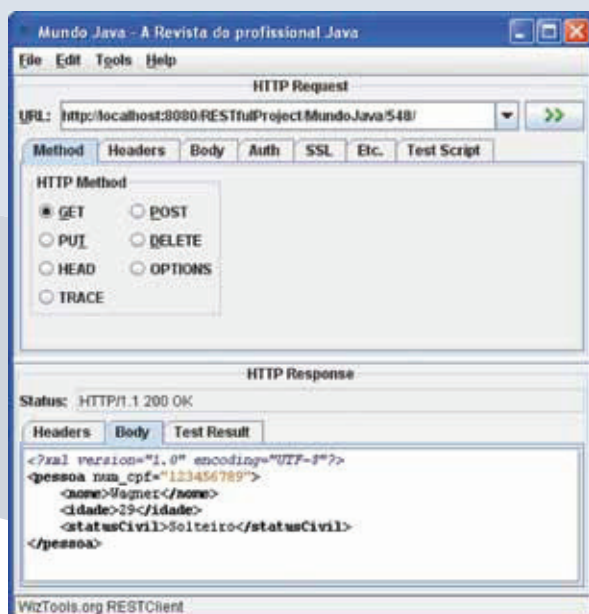 Mundo Java - A Revista do profissional Java
File Edit Tools Help
HTTP Request
URL: http://localhost:8080/RESTfulProject/MundoJava/548/
Method Headers Body Auth SSL Etc. Test Script
HTTP Method
GET POST
PUT DELETE
HEAD OPTIONS
TRACE
HTTP Response
Status: HTTP/1.1 200 OK
Headers Body Test Result
<?xml version="1.0" encoding="UTF-8"?>
<pessoa num_cpf="123456789">
<nome>Wagner</nome>
<idade>29</idade>
<statusCivil>Solteiro</statusCivil>
</pessoa>
WizTools.org RESTClient